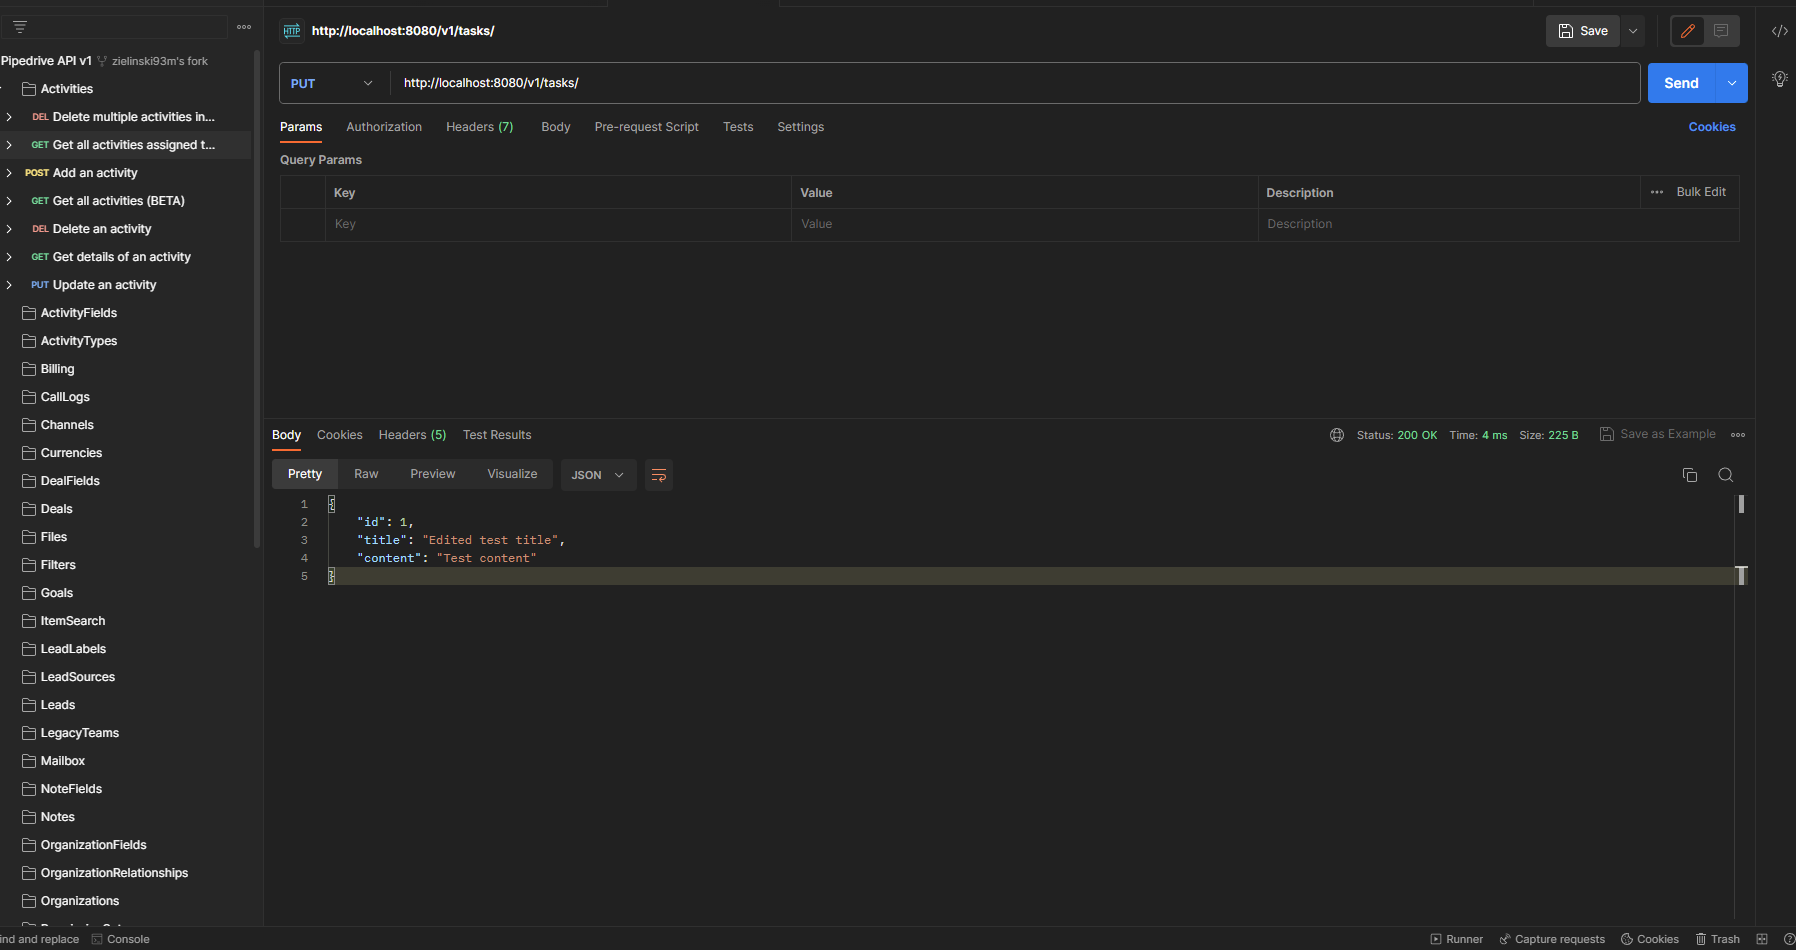 http://localhost:8080/v1/tasks/
Save
Pipedrive API v1 zielinski93m's fork
Activities
DEL Delete multiple activities in...
GET Get all activities assigned t...
POST Add an activity
GET Get all activities (BETA)
DEL Delete an activity
GET Get details of an activity
PUT Update an activity
ActivityFields
ActivityTypes
Billing
CallLogs
Channels
Currencies
DealFields
Deals
Files
Filters
Goals
ItemSearch
LeadLabels
LeadSources
Leads
LegacyTeams
Mailbox
NoteFields
Notes
OrganizationFields
OrganizationRelationships
Organizations
PUT http://localhost:8080/v1/tasks/ Send
Params Authorization Headers (7) Body Pre-request Script Tests Settings Cookies
Query Params
Key Value Description Bulk Edit
Key Value Description
Body Cookies Headers (5) Test Results Status: 200 OK Time: 4 ms Size: 225 B Save as Example
Pretty Raw Preview Visualize JSON
1 {
2 "id": 1,
3 "title": "Edited test title",
4 "content": "Test content"
5 }
ind and replace Console Runner Capture requests Cookies Trash